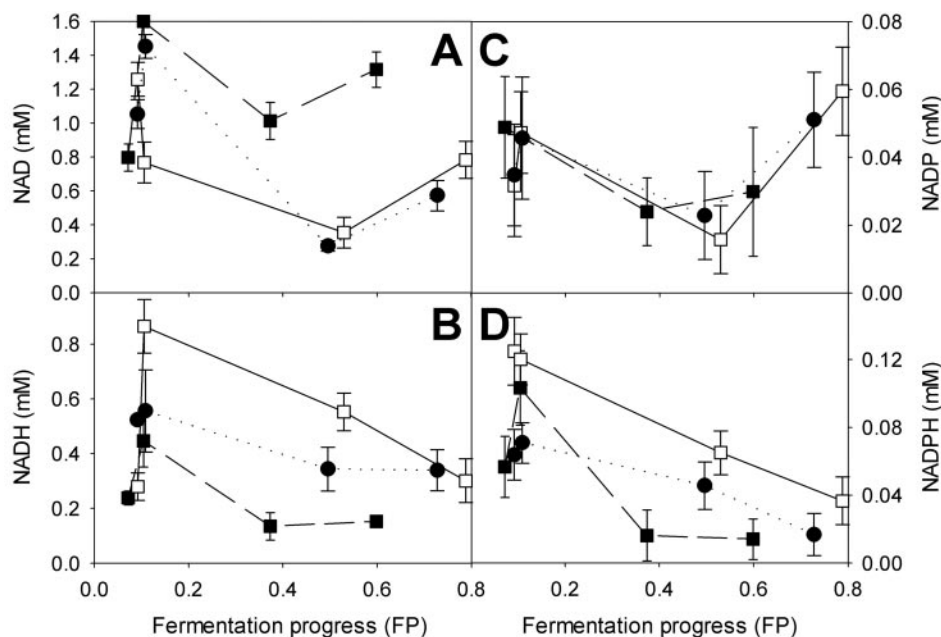 1.6
1.4
1.2
1.0
0.8
0.6
0.4
0.2
0.0
NAD (mM)
A
C
0.08
0.06
0.04
0.02
0.00
NADP (mM)
0.8
0.6
0.4
0.2
0.0
NADH (mM)
B
D
0.12
0.08
0.04
0.00
NADPH (mM)
0.0 0.2 0.4 0.6 0.8 0.2 0.4 0.6 0.8
Fermentation progress (FP) Fermentation progress (FP)